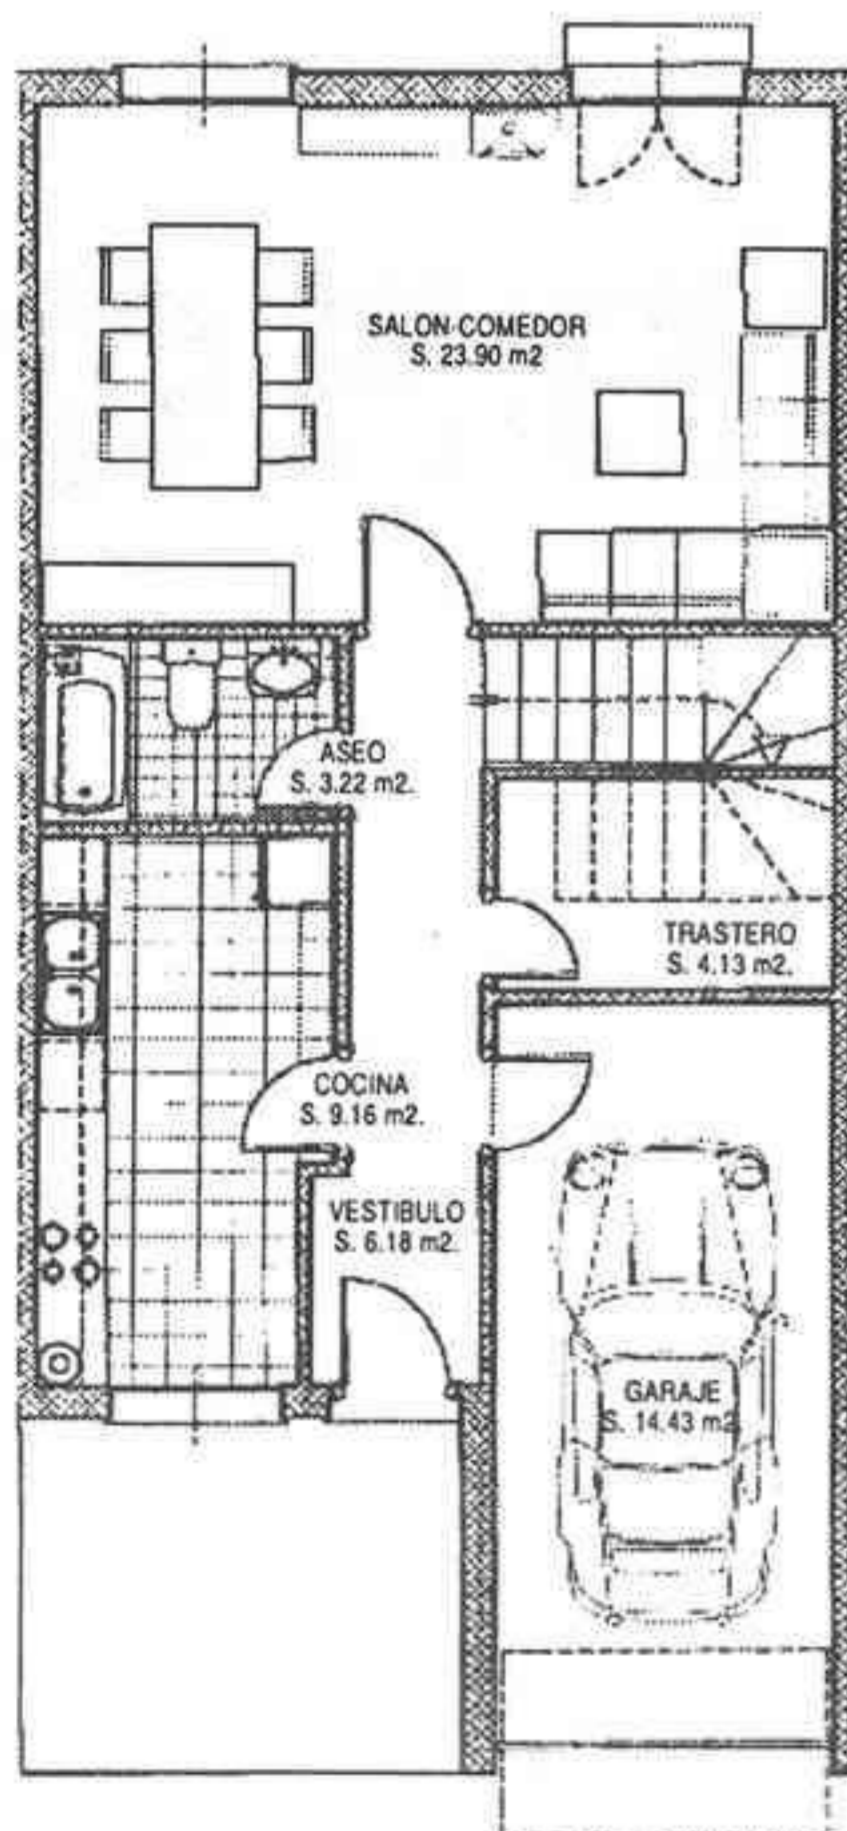 SALON COMEDOR
S. 23.90 m2
ASEO
S. 3.22 m2.
TRASTERO
S. 4.13 m2.
COCINA
S. 9.16 m2.
VESTIBULO
S. 6.18 m2.
GARAJE
S. 14.43 m2